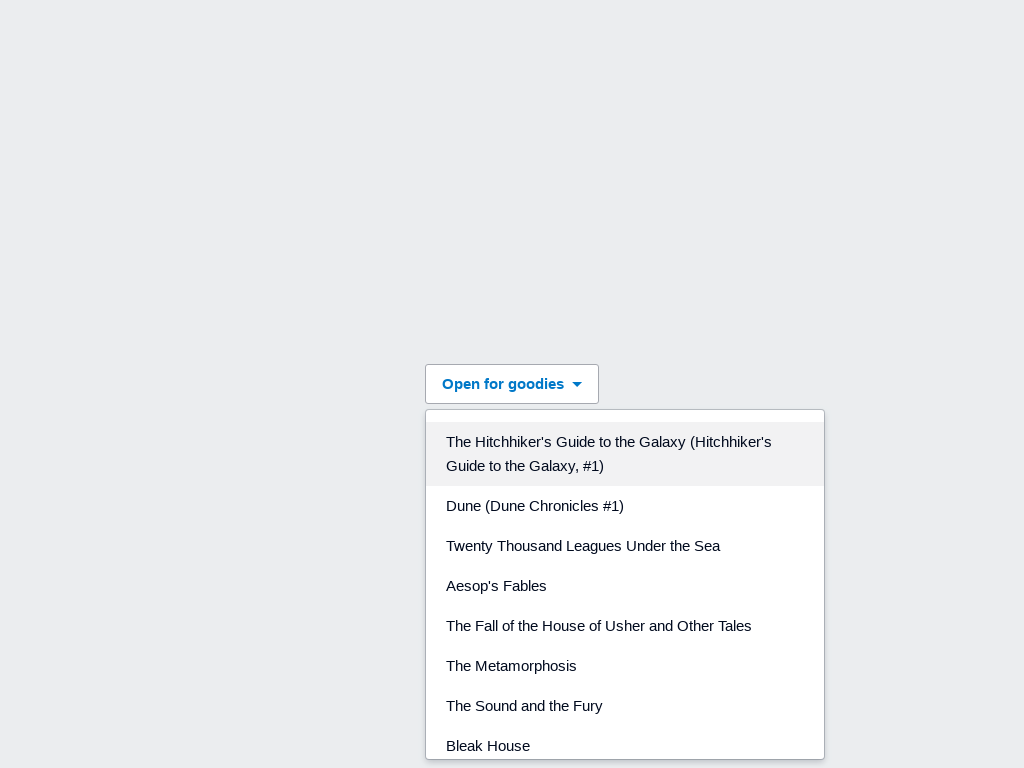 Open for goodies
The Hitchhiker's Guide to the Galaxy (Hitchhiker's
Guide to the Galaxy, #1)
Dune (Dune Chronicles #1)
Twenty Thousand Leagues Under the Sea
Aesop's Fables
The Fall of the House of Usher and Other Tales
The Metamorphosis
The Sound and the Fury
Bleak House